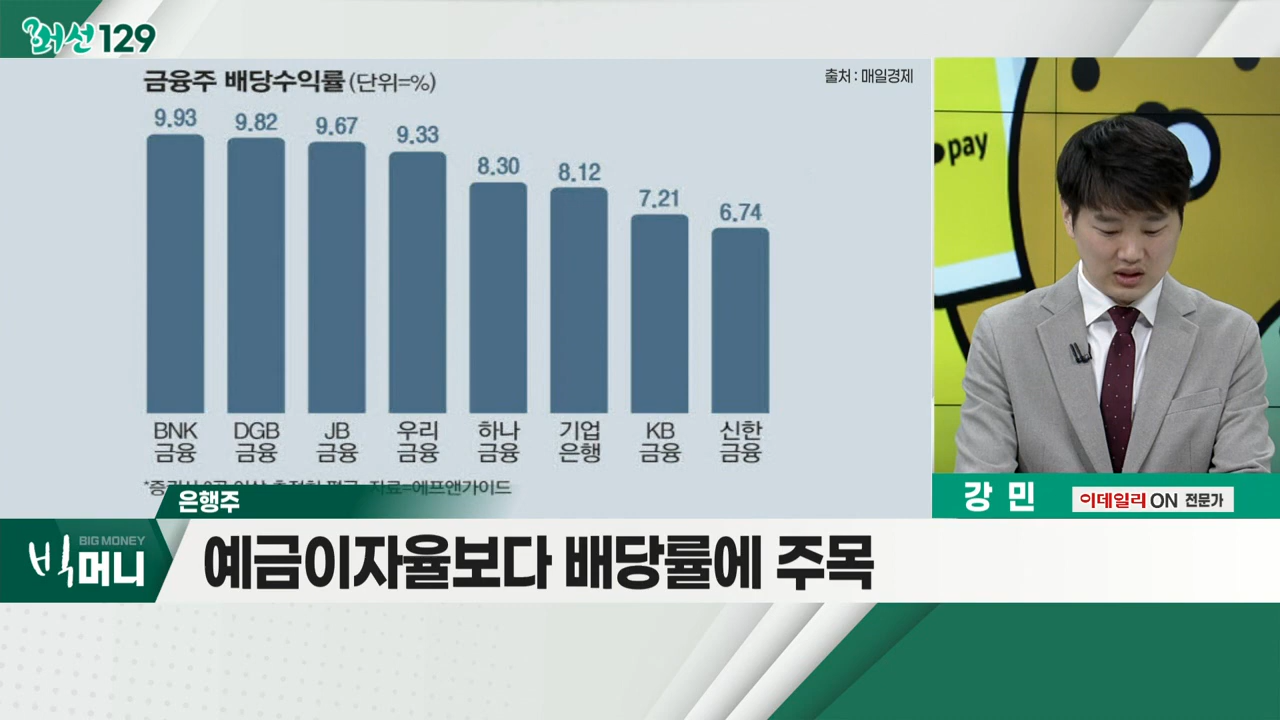 최선129
금융주 배당수익률(단위=%)
출처 : 매일경제
9.93 9.82 9.67 9.33 8.30 8.12 7.21 6.74
BNK DGB JB 우리 하나 기업 KB 신한
금융 금융 금융 금융 금융 은행 금융 금융
자료=에프앤가이드
pay
은행주
강 민
이데일리 ON 전문가
BIG MONEY
빅머니
예금이자율보다 배당률에 주목